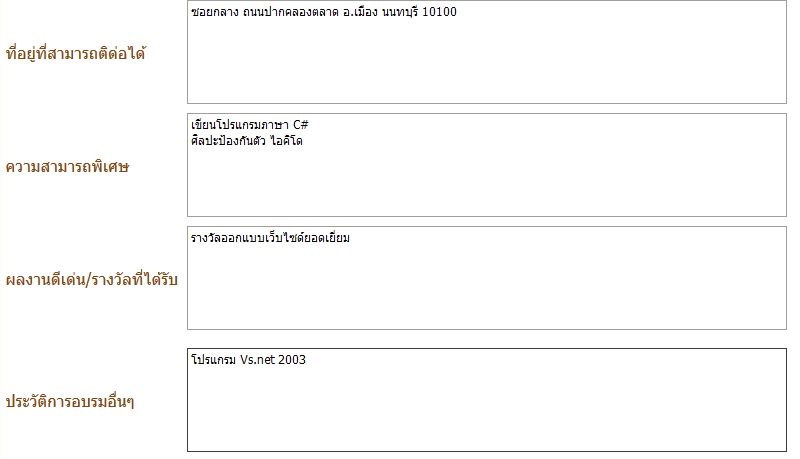 ที่อยู่ที่สามารถติด่อได้
ซอยกลาง ถนนปากคลองตลาด อ.เมือง นนทบุรี 10100
ความสามารถพิเศษ
เขียนโปรแกรมภาษา C#
ศิลปะป้องกันตัว ไอคิโด
ผลงานดีเด่น/รางวัลที่ได้รับ
รางวัลออกแบบเว็บไซด์ยอดเยี่ยม
ประวัติการอบรมอื่นๆ
โปรแกรม Vs.net 2003